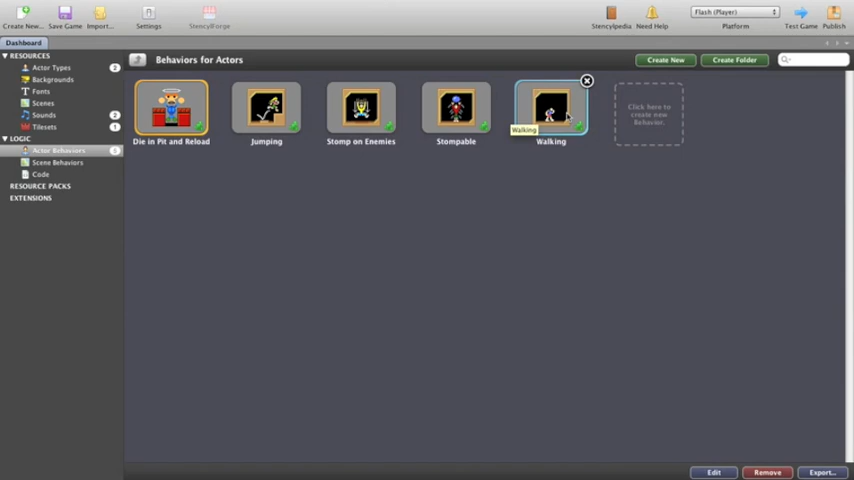 Create New... Save Game Import... Settings StencylForge Stencylpedia Need Help Flash (Player) Platform Test Game Publish
Dashboard
RESOURCES
Actor Types 2
Backgrounds
Fonts
Scenes
Sounds 2
Tilesets 1
LOGIC
Actor Behaviors 5
Scene Behaviors
Code
RESOURCE PACKS
EXTENSIONS
Behaviors for Actors
Create New Create Folder
Die in Pit and Reload
Jumping
Stomp on Enemies
Stompable
Walking
Walking
Click here to
create new
Behavior.
Edit Remove Export...